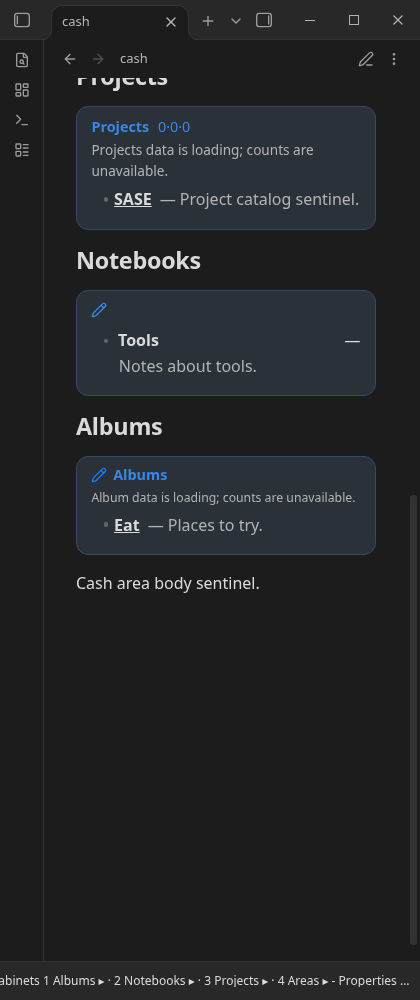 cash
cash
Projects
Projects 0·0·0
Projects data is loading; counts are
unavailable.
• SASE — Project catalog sentinel.
Notebooks
• Tools —
Notes about tools.
Albums
Albums
Album data is loading; counts are unavailable.
• Eat — Places to try.
Cash area body sentinel.
abinets 1 Albums ▸ · 2 Notebooks ▸ · 3 Projects ▸ · 4 Areas ▸ - Properties ...